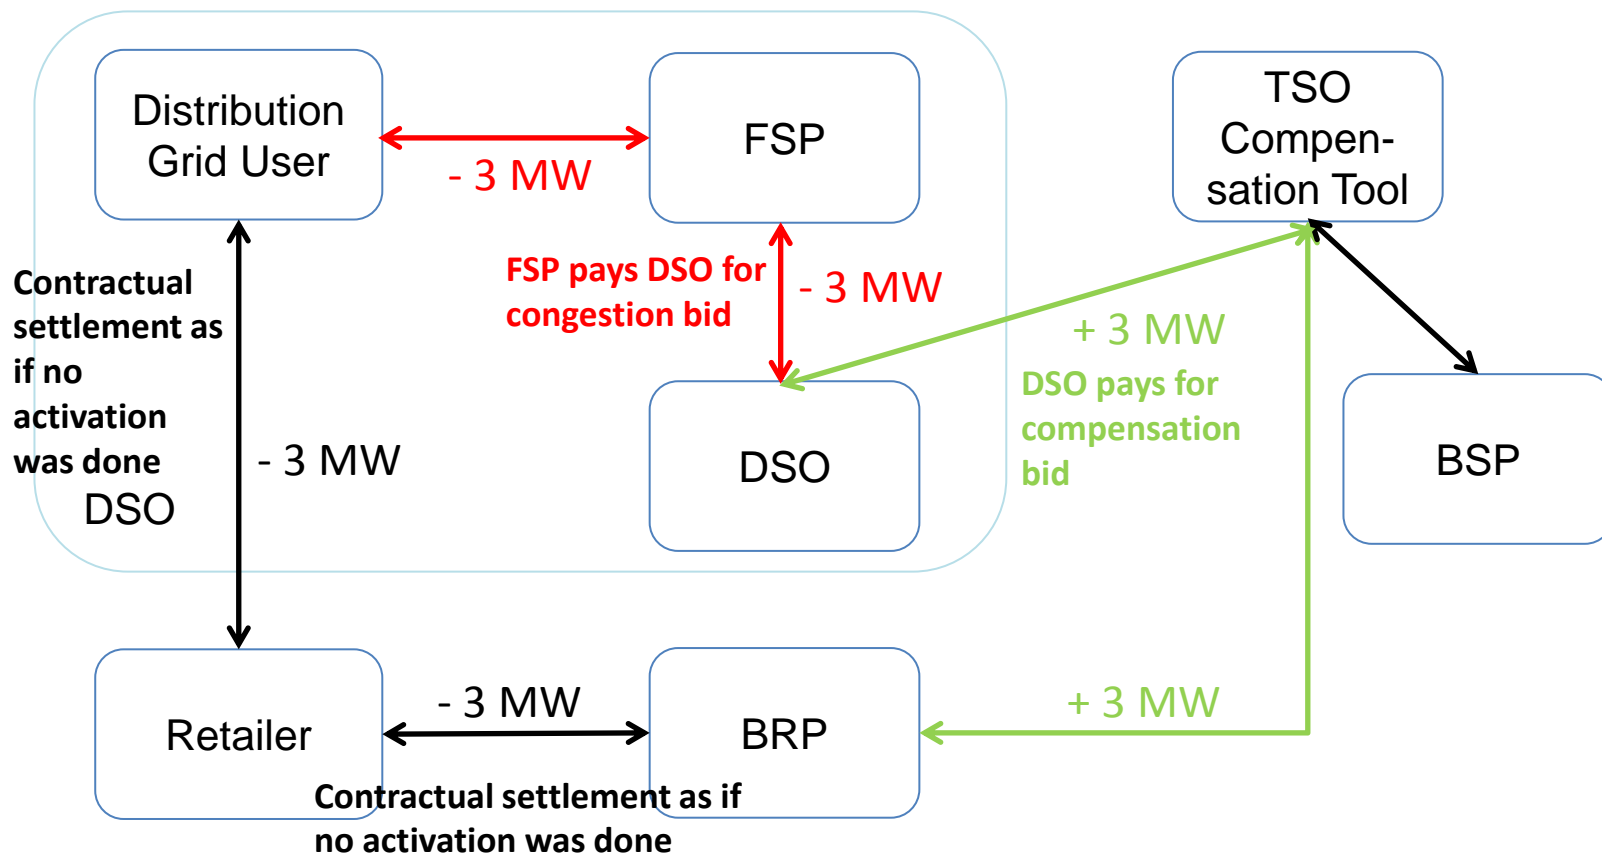 Distribution
Grid User
- 3 MW
FSP
TSO
Compen-
sation Tool
Contractual
settlement as
if no
activation
was done
DSO
- 3 MW
FSP pays DSO for
congestion bid
- 3 MW
+ 3 MW
DSO pays for
compensation
bid
DSO
BSP
Retailer
- 3 MW
BRP
+ 3 MW
Contractual settlement as if
no activation was done